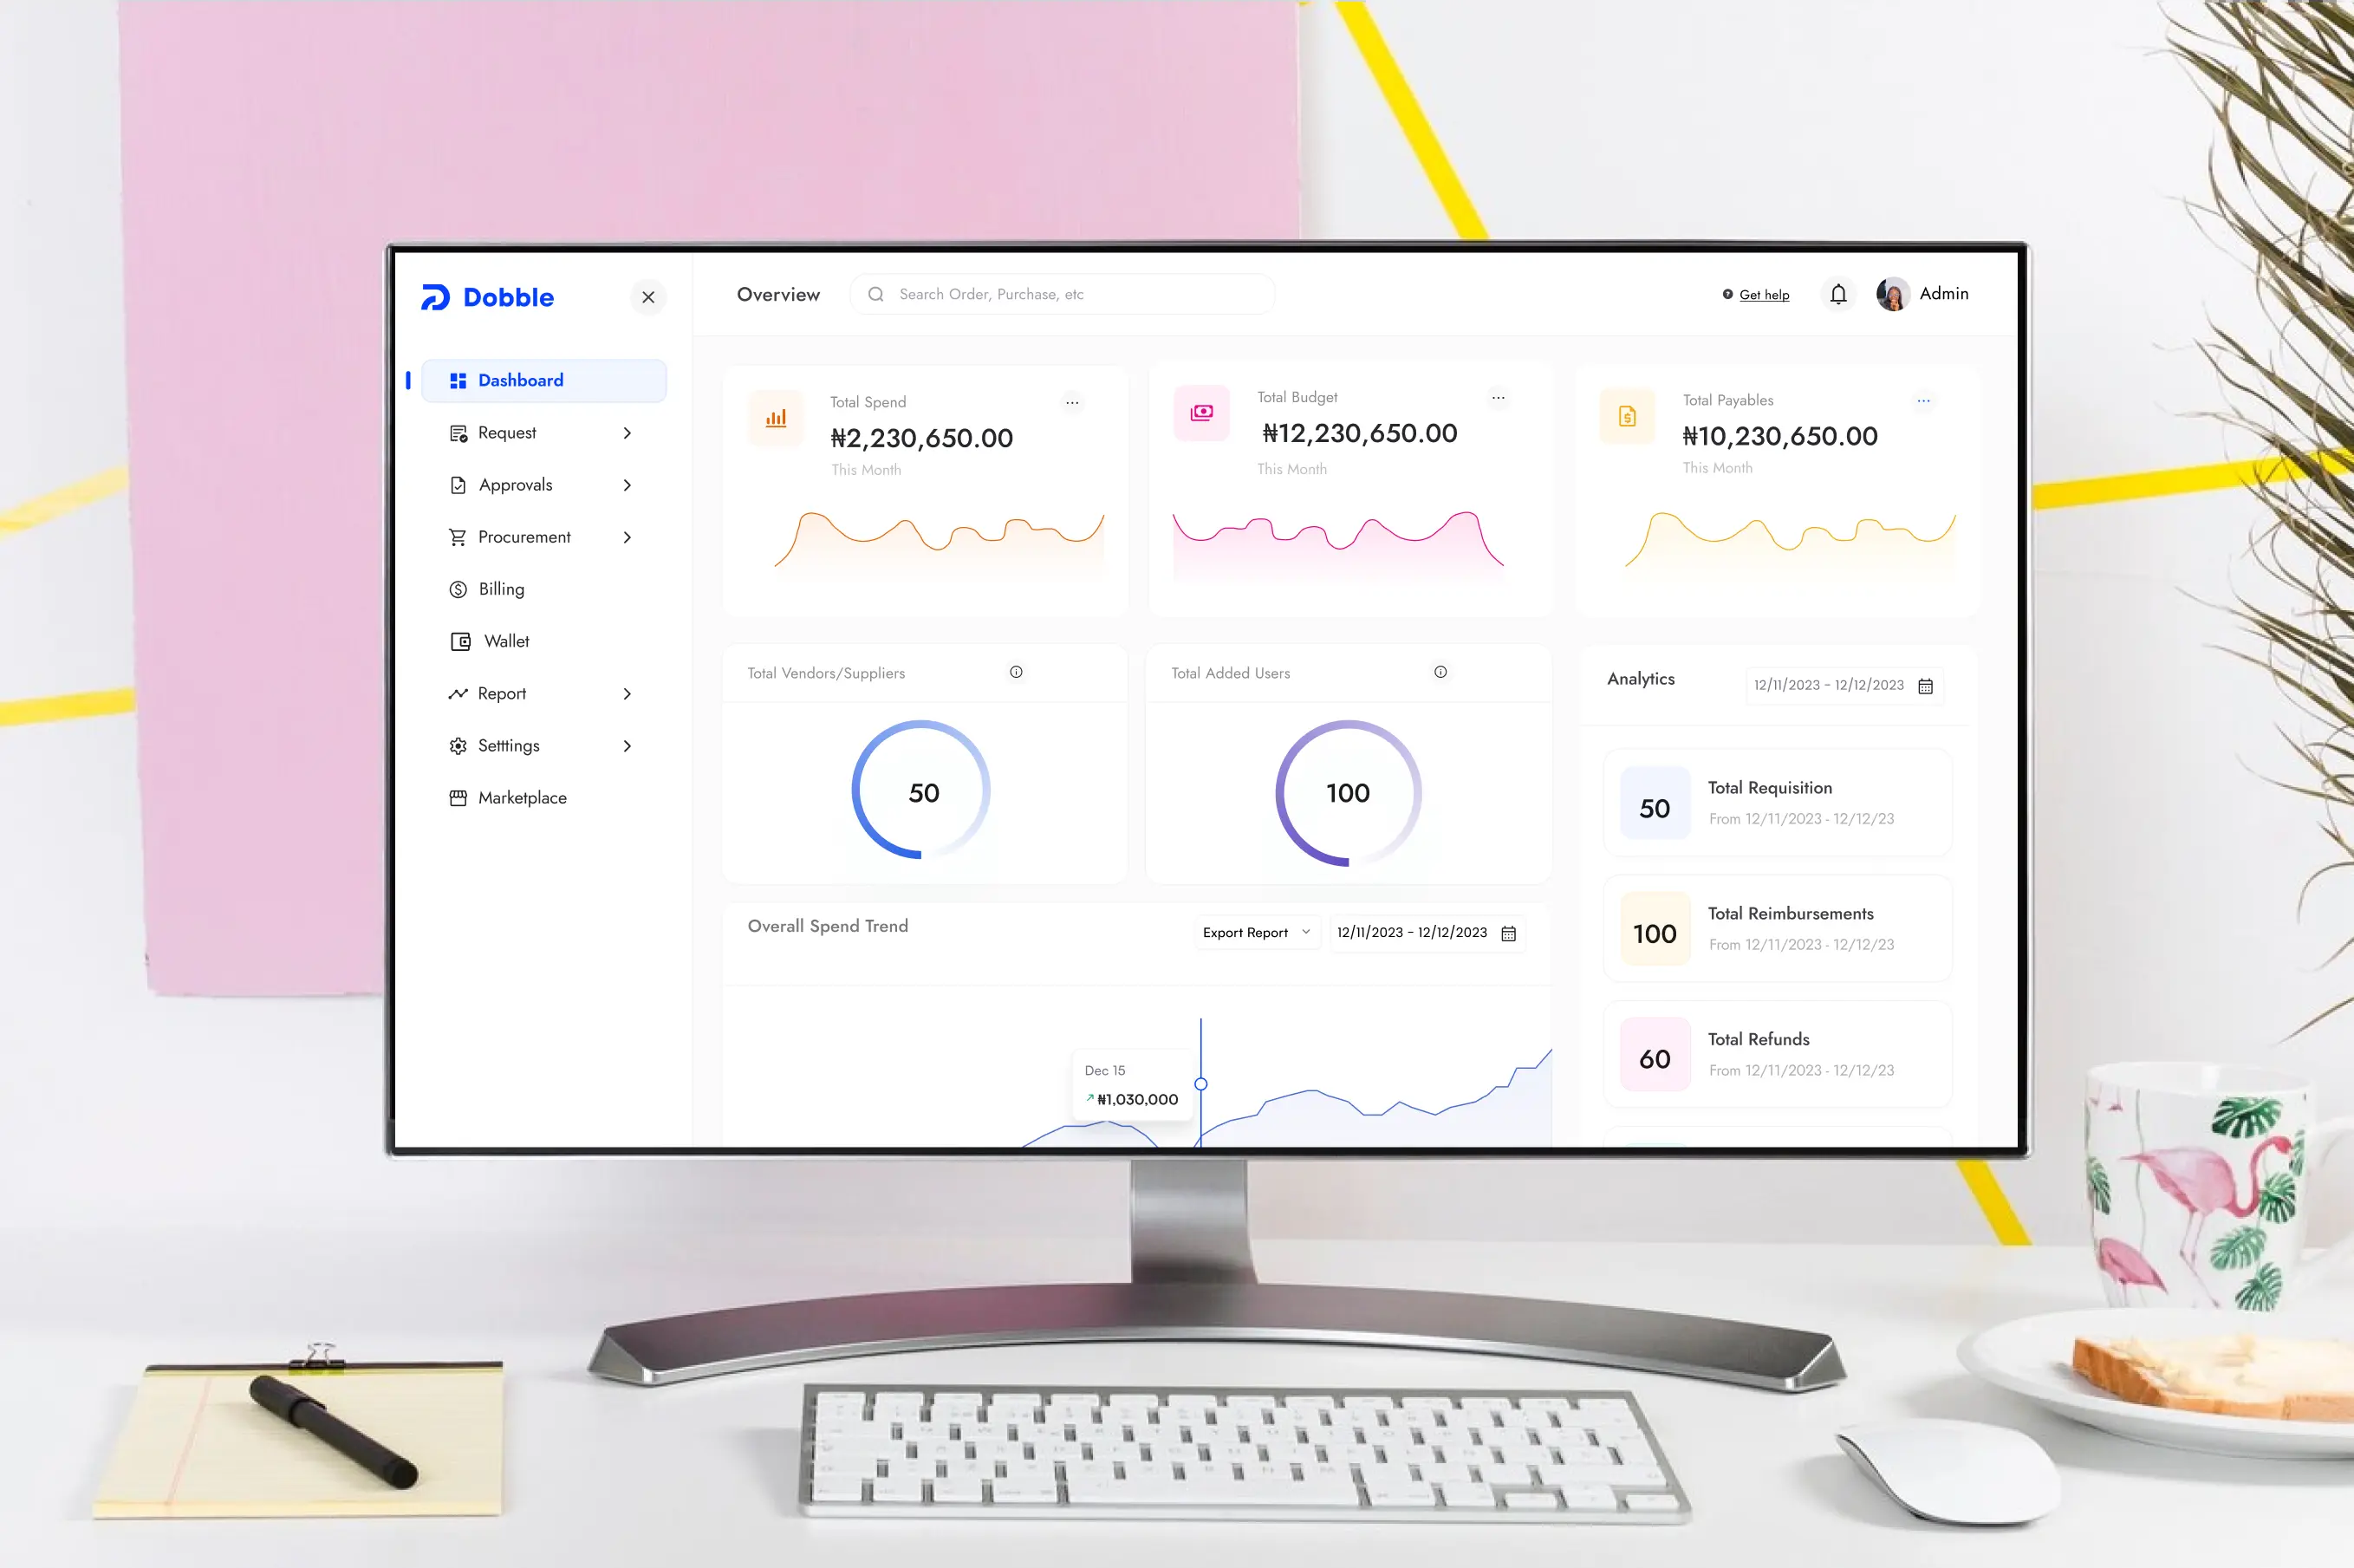 Dobble
Dashboard
Request
Approvals
Procurement
Billing
Wallet
Report
Setttings
Marketplace
Overview
Search Order, Purchase, etc
Get help
Admin
Total Spend
₦2,230,650.00
This Month
Total Budget
₦12,230,650.00
This Month
Total Payables
₦10,230,650.00
This Month
Total Vendors/Suppliers
50
Total Added Users
100
Overall Spend Trend
Export Report
12/11/2023 - 12/12/2023
Dec 15
₦1,030,000
Analytics
12/11/2023 - 12/12/2023
50
Total Requisition
From 12/11/2023 - 12/12/23
100
Total Reimbursements
From 12/11/2023 - 12/12/23
60
Total Refunds
From 12/11/2023 - 12/12/23